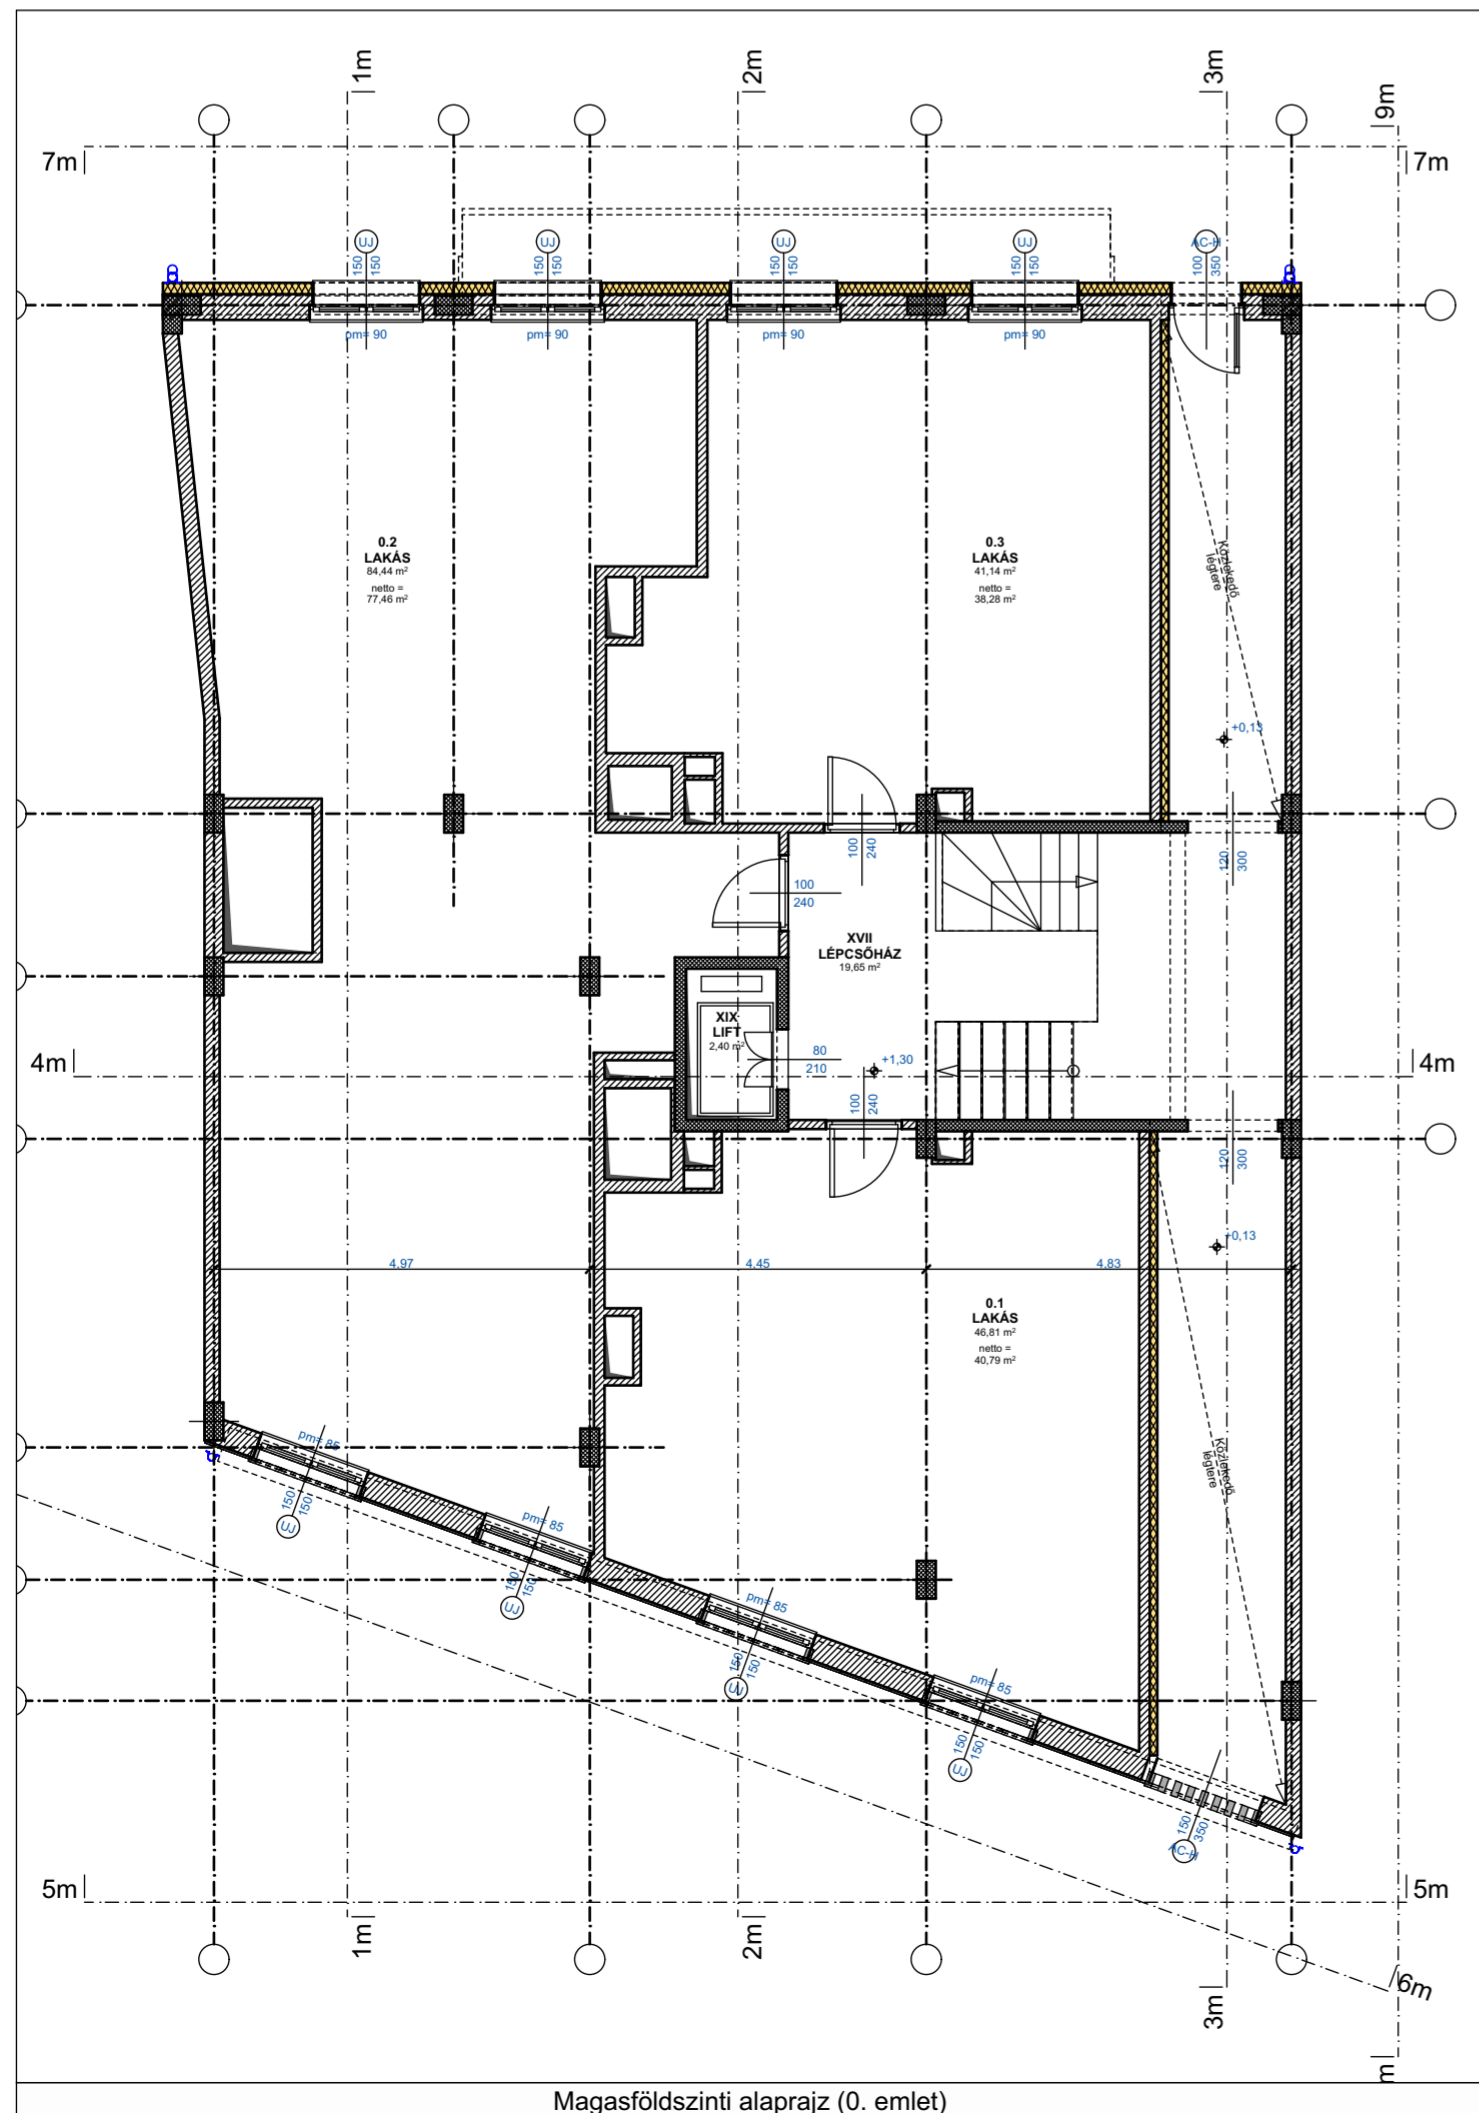 1m
2m
3m
9m
7m
7m
UJ
UJ
UJ
UJ
AC-H
150
150
150
150
150
150
150
150
100
350
pm= 90
pm= 90
pm= 90
pm= 90
0.2
LAKÁS
84,44 m²
netto =
77,46 m²
0.3
LAKÁS
41,14 m²
netto =
38,28 m²
Közlekedő
légtere
+0,13
100
240
120
300
100
240
XVII
LÉPCSŐHÁZ
19,65 m²
XIX
LIFT
2,40 m²
80
210
+1,30
4m
4m
100
240
120
300
+0,13
4,97
4,45
4,83
0.1
LAKÁS
46,81 m²
netto =
40,79 m²
Közlekedő
légtere
pm= 85
150
150
UJ
pm= 85
150
150
UJ
pm= 85
150
150
UJ
pm= 85
150
150
UJ
150
350
AC-H
5m
5m
1m
2m
3m
6m
m
Magasföldszinti alaprajz (0. emlet)